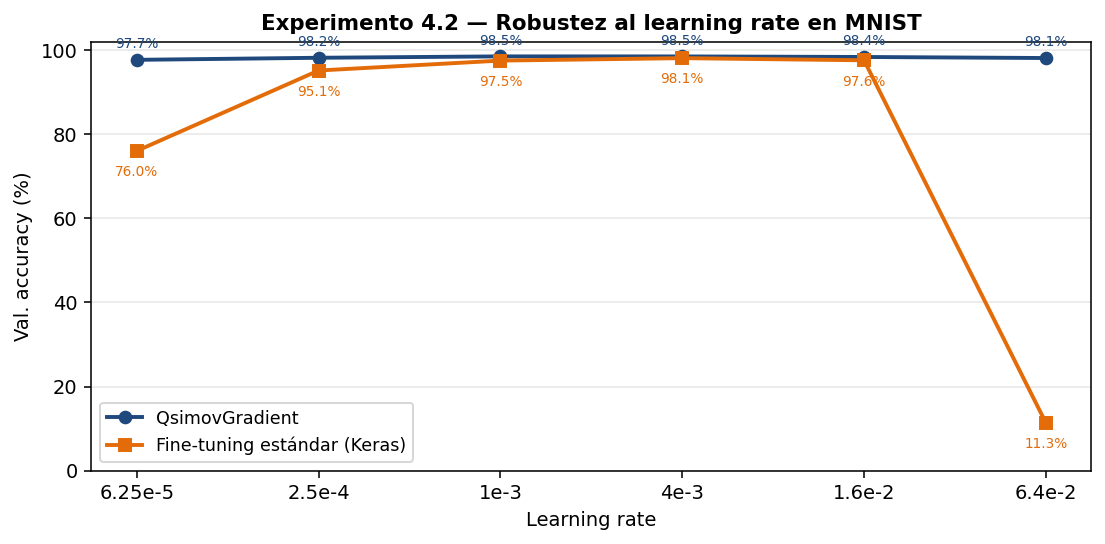 Experimento 4.2 — Robustez al learning rate en MNIST
97.7%
98.2%
98.5%
98.5%
98.4%
98.1%
76.0%
95.1%
97.5%
98.1%
97.6%
11.3%
Val. accuracy (%)
100
80
60
40
20
0
QsimovGradient
Fine-tuning estándar (Keras)
6.25e-5
2.5e-4
1e-3
4e-3
1.6e-2
6.4e-2
Learning rate